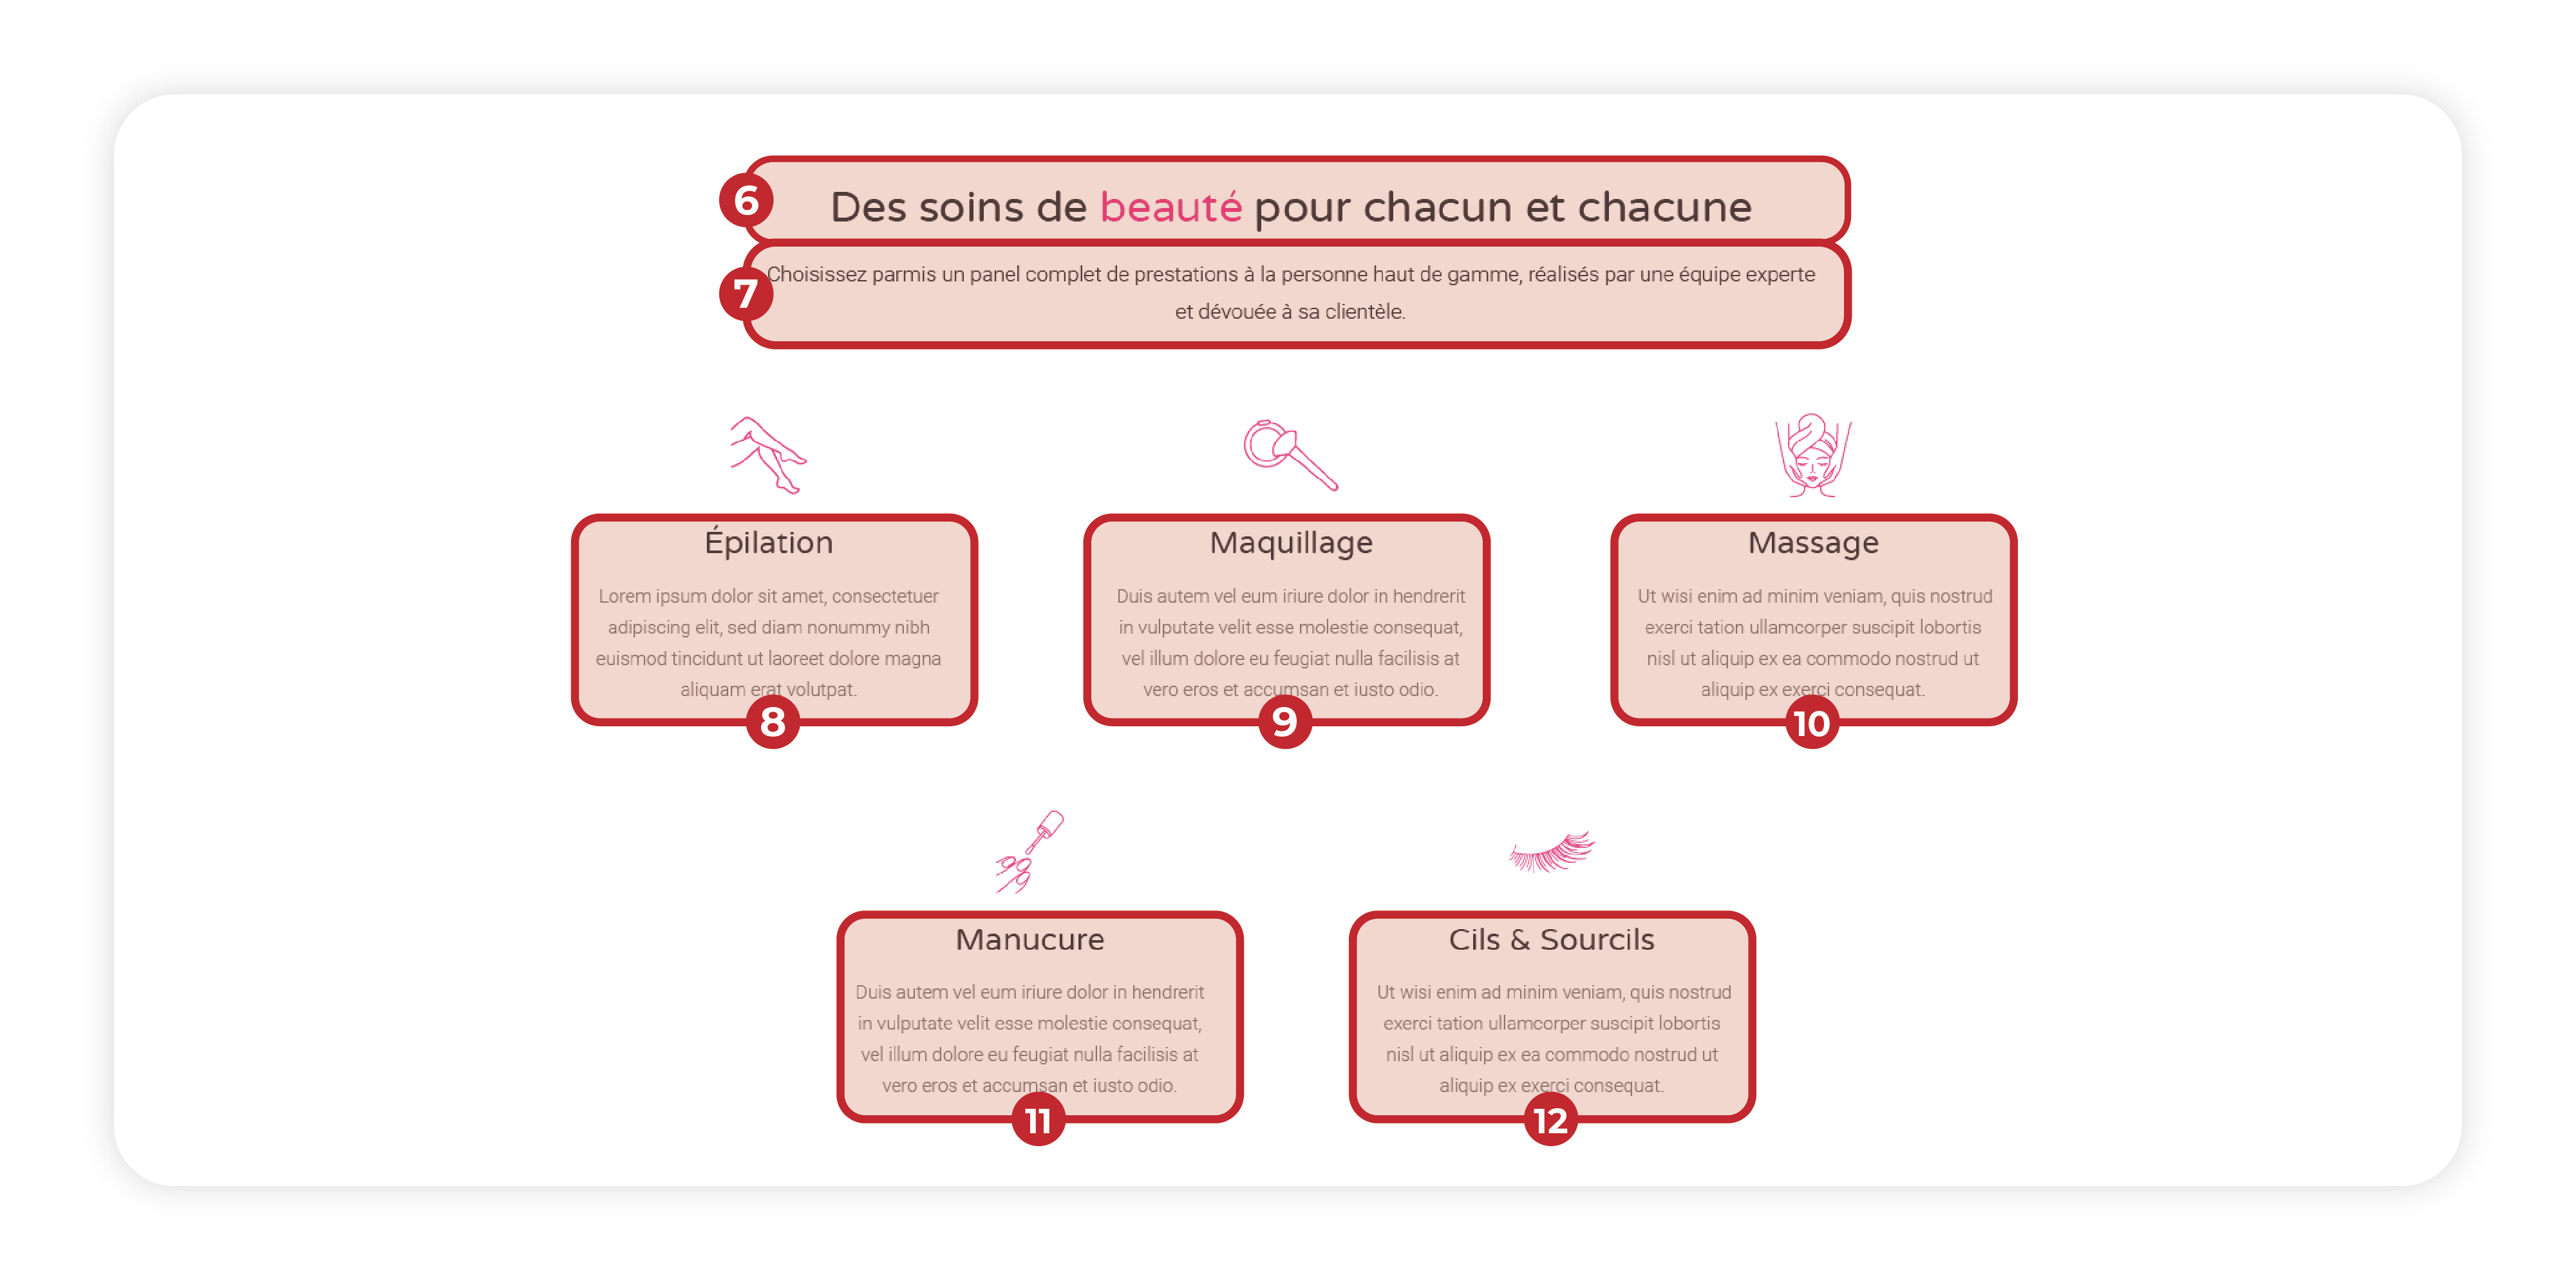 6
Des soins de beauté pour chacun et chacune
7
Choisissez parmis un panel complet de prestations à la personne haut de gamme, réalisés par une équipe experte
et dévouée à sa clientèle.
Épilation
Lorem ipsum dolor sit amet, consectetuer
adipiscing elit, sed diam nonummy nibh
euismod tincidunt ut laoreet dolore magna
aliquam erat volutpat.
8
Maquillage
Duis autem vel eum iriure dolor in hendrerit
in vulputate velit esse molestie consequat,
vel illum dolore eu feugiat nulla facilisis at
vero eros et accumsan et iusto odio.
9
Massage
Ut wisi enim ad minim veniam, quis nostrud
exerci tation ullamcorper suscipit lobortis
nisl ut aliquip ex ea commodo nostrud ut
aliquip ex exerci consequat.
10
Manucure
Duis autem vel eum iriure dolor in hendrerit
in vulputate velit esse molestie consequat,
vel illum dolore eu feugiat nulla facilisis at
vero eros et accumsan et iusto odio.
11
Cils & Sourcils
Ut wisi enim ad minim veniam, quis nostrud
exerci tation ullamcorper suscipit lobortis
nisl ut aliquip ex ea commodo nostrud ut
aliquip ex exerci consequat.
12